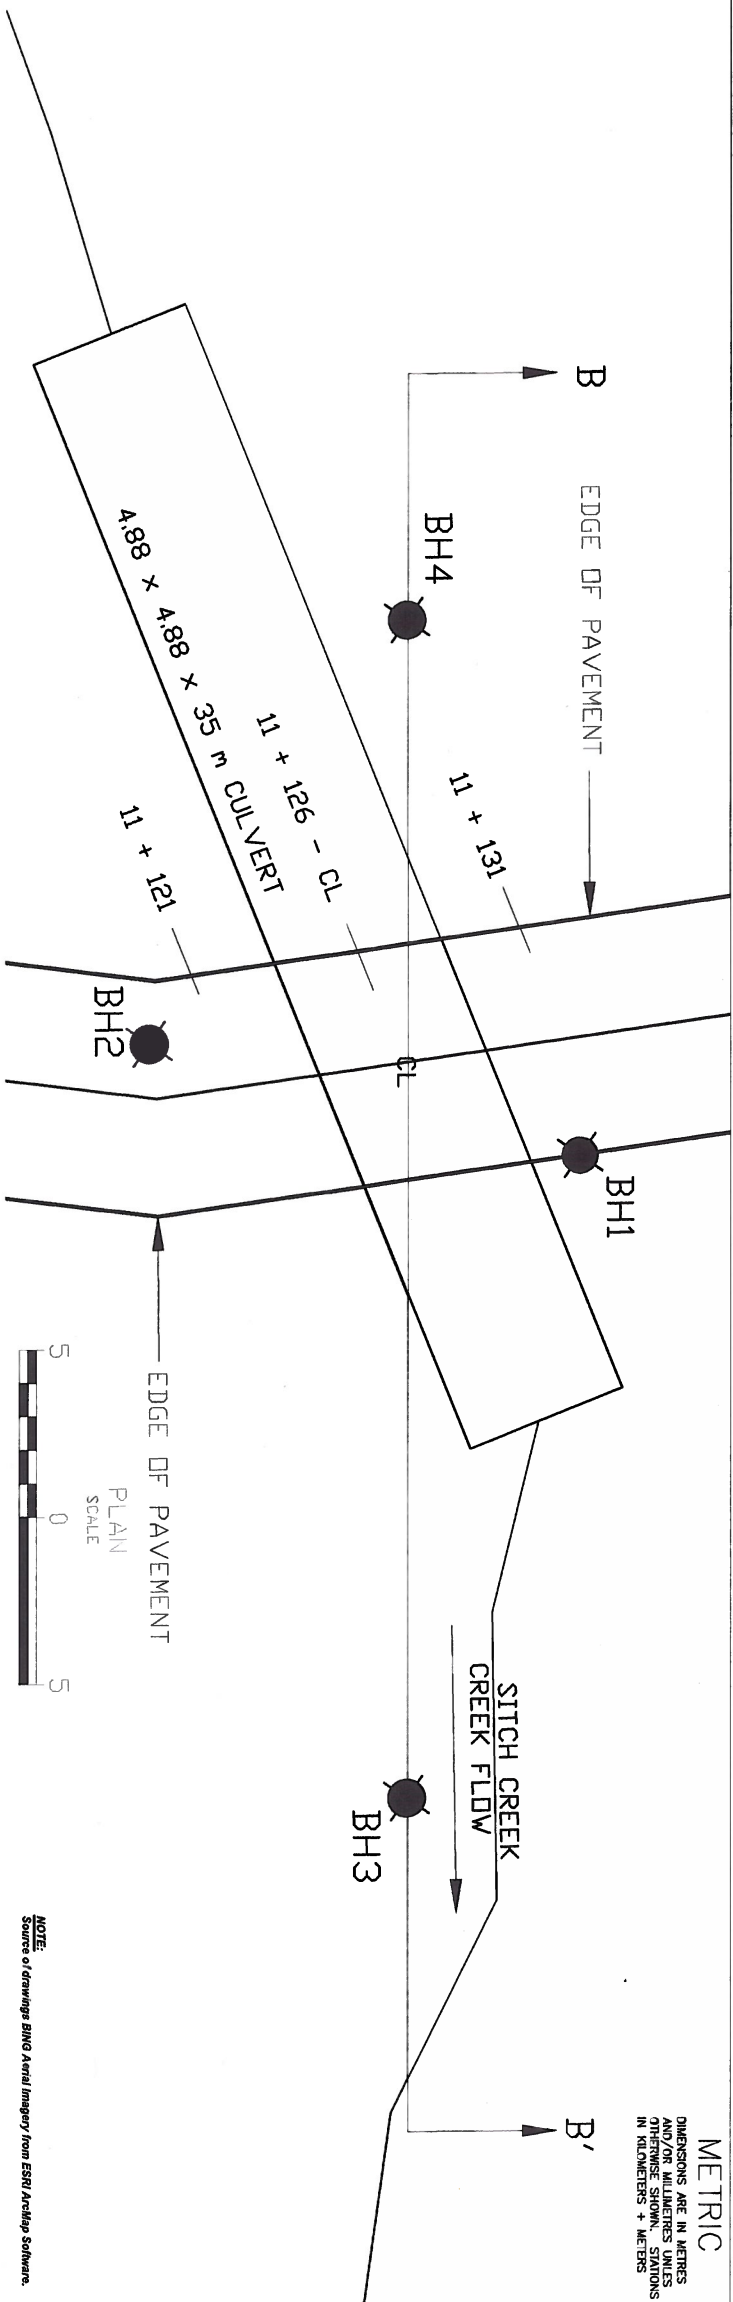 METRIC
DIMENSIONS ARE IN METRES
AND/OR MILLIMETRES UNLES
OTHERWISE SHOWN. STATIONS
IN KILOMETERS + METERS
B
B'
EDGE OF PAVEMENT
BH4
BH1
11 + 131
11 + 126 - CL
4.88 x 4.88 x 35 m CULVERT
11 + 121
CL
BH2
SITCH CREEK
CREEK FLOW
BH3
EDGE OF PAVEMENT
PLAN
SCALE
5 0 5
NOTE:
Source of drawings BING Aerial Imagery from ESRI ArcMap Software.